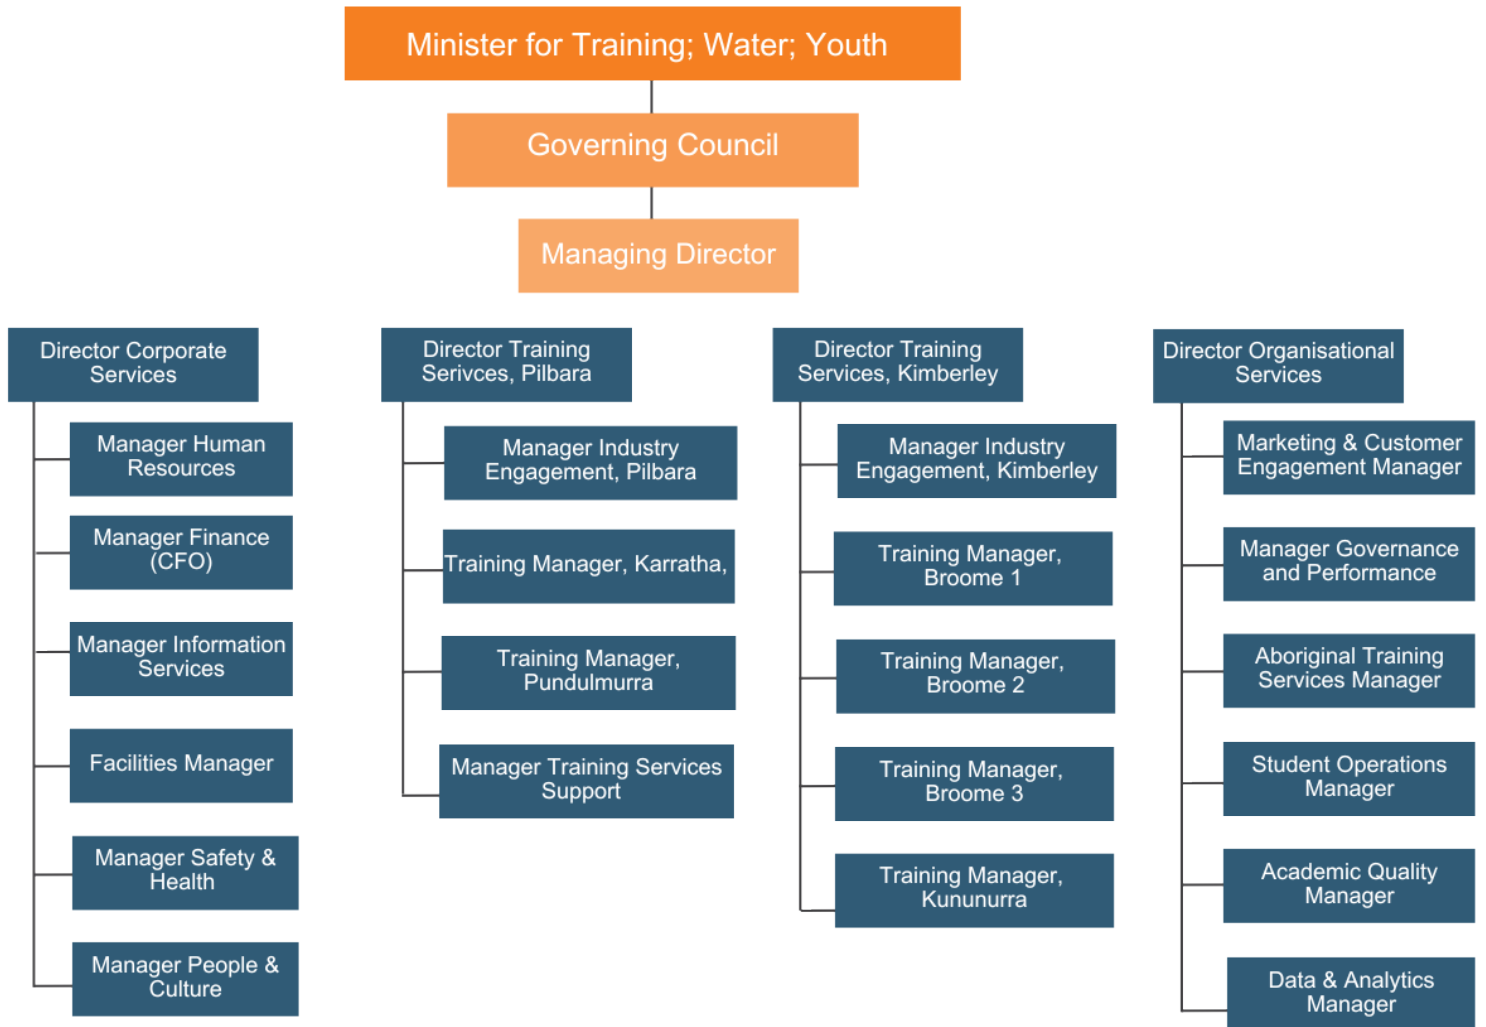 Minister for Training; Water; Youth
Governing Council
Managing Director
Director Corporate
Services
Manager Human
Resources
Manager Finance
(CFO)
Manager Information
Services
Facilities Manager
Manager Safety &
Health
Manager People &
Culture
Director Training
Serivces, Pilbara
Manager Industry
Engagement, Pilbara
Training Manager, Karratha,
Training Manager,
Pundulmurra
Manager Training Services
Support
Director Training
Services, Kimberley
Manager Industry
Engagement, Kimberley
Training Manager,
Broome 1
Training Manager,
Broome 2
Training Manager,
Broome 3
Training Manager,
Kununurra
Director Organisational
Services
Marketing & Customer
Engagement Manager
Manager Governance
and Performance
Aboriginal Training
Services Manager
Student Operations
Manager
Academic Quality
Manager
Data & Analytics
Manager